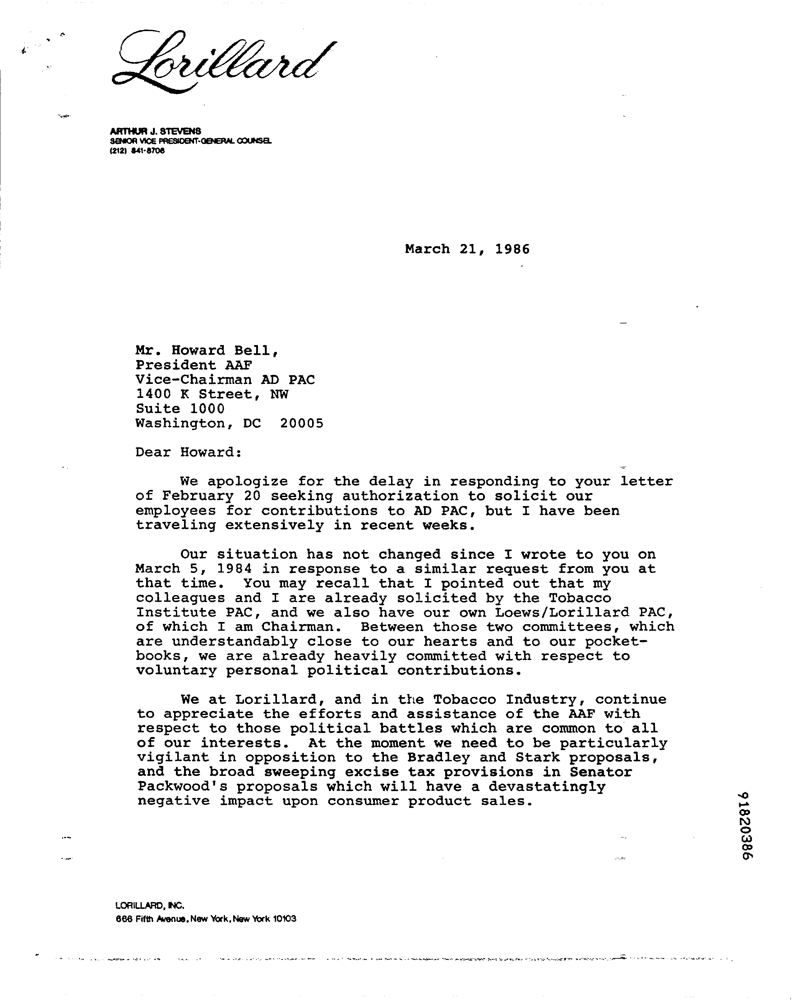 Lorillard
ARTHUR J. STEVENS
SENIOR VICE PRESIDENT-GENERAL COUNSEL
(212) 841-8706
March 21, 1986
Mr. Howard Bell,
President AAF
Vice-Chairman AD PAC
1400 K Street, NW
Suite 1000
Washington, DC  20005
Dear Howard:
We apologize for the delay in responding to your letter
of February 20 seeking authorization to solicit our
employees for contributions to AD PAC, but I have been
traveling extensively in recent weeks.
Our situation has not changed since I wrote to you on
March 5, 1984 in response to a similar request from you at
that time.  You may recall that I pointed out that my
colleagues and I are already solicited by the Tobacco
Institute PAC, and we also have our own Loews/Lorillard PAC,
of which I am Chairman.  Between those two committees, which
are understandably close to our hearts and to our pocket-
books, we are already heavily committed with respect to
voluntary personal political contributions.
We at Lorillard, and in the Tobacco Industry, continue
to appreciate the efforts and assistance of the AAF with
respect to those political battles which are common to all
of our interests.  At the moment we need to be particularly
vigilant in opposition to the Bradley and Stark proposals,
and the broad sweeping excise tax provisions in Senator
Packwood's proposals which will have a devastatingly
negative impact upon consumer product sales.
91820386
LORILLARD, INC.
666 Fifth Avenue, New York, New York 10103